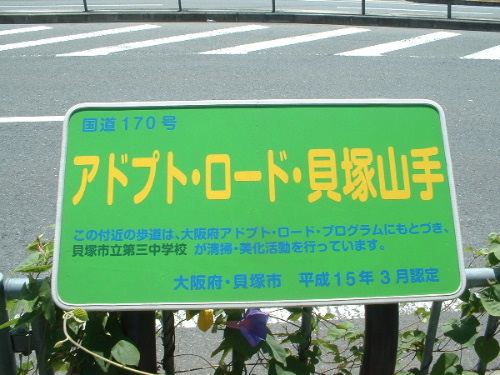 国道170号
アドプト・ロード・貝塚山手
この付近の歩道は、大阪府アドプト・ロード・プログラムにもとづき、
貝塚市立第三中学校 が清掃・美化活動を行っています。
大阪府・貝塚市 平成15年3月認定